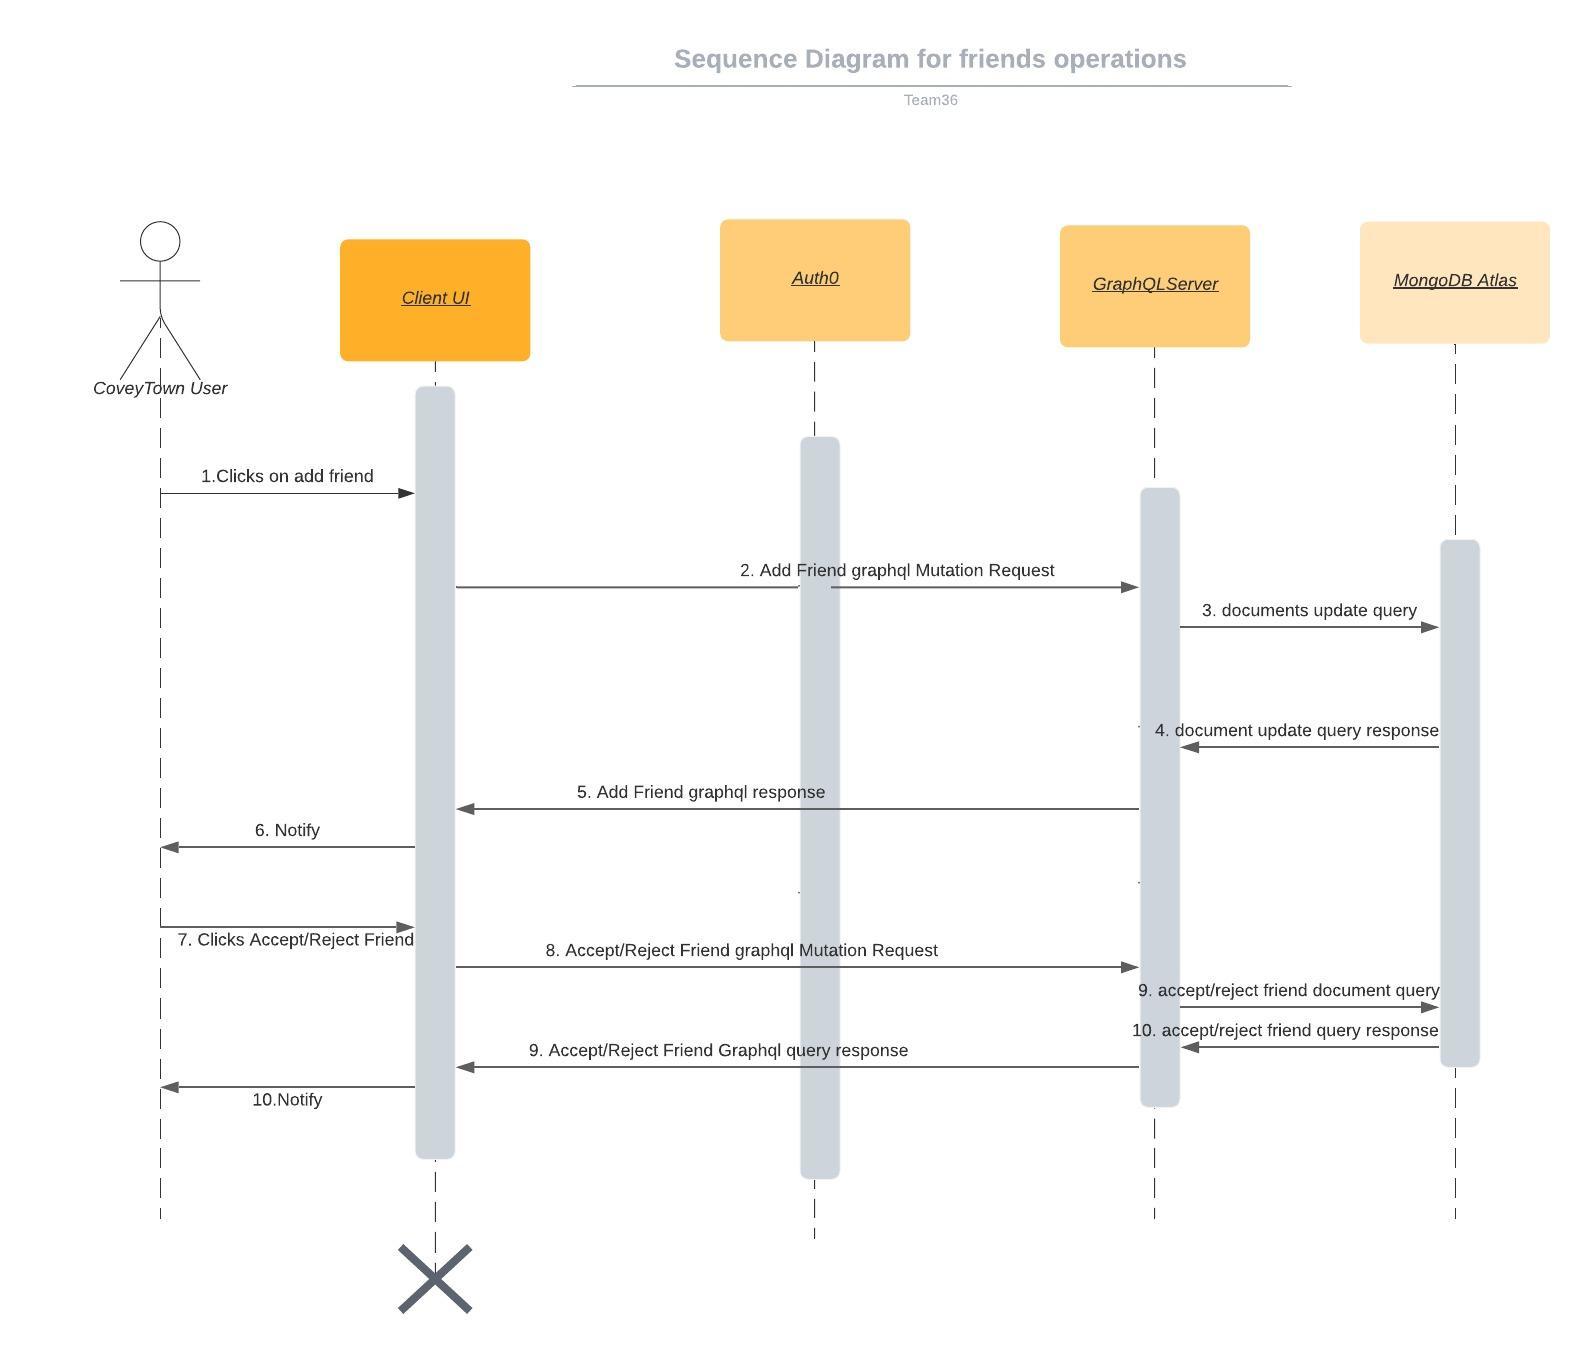 Sequence Diagram for friends operations
Team36
CoveyTown User
Client UI
Auth0
GraphQLServer
MongoDB Atlas
1.Clicks on add friend
2. Add Friend graphql Mutation Request
3. documents update query
4. document update query response
5. Add Friend graphql response
6. Notify
7. Clicks Accept/Reject Friend
8. Accept/Reject Friend graphql Mutation Request
9. accept/reject friend document query
10. accept/reject friend query response
9. Accept/Reject Friend Graphql query response
10.Notify